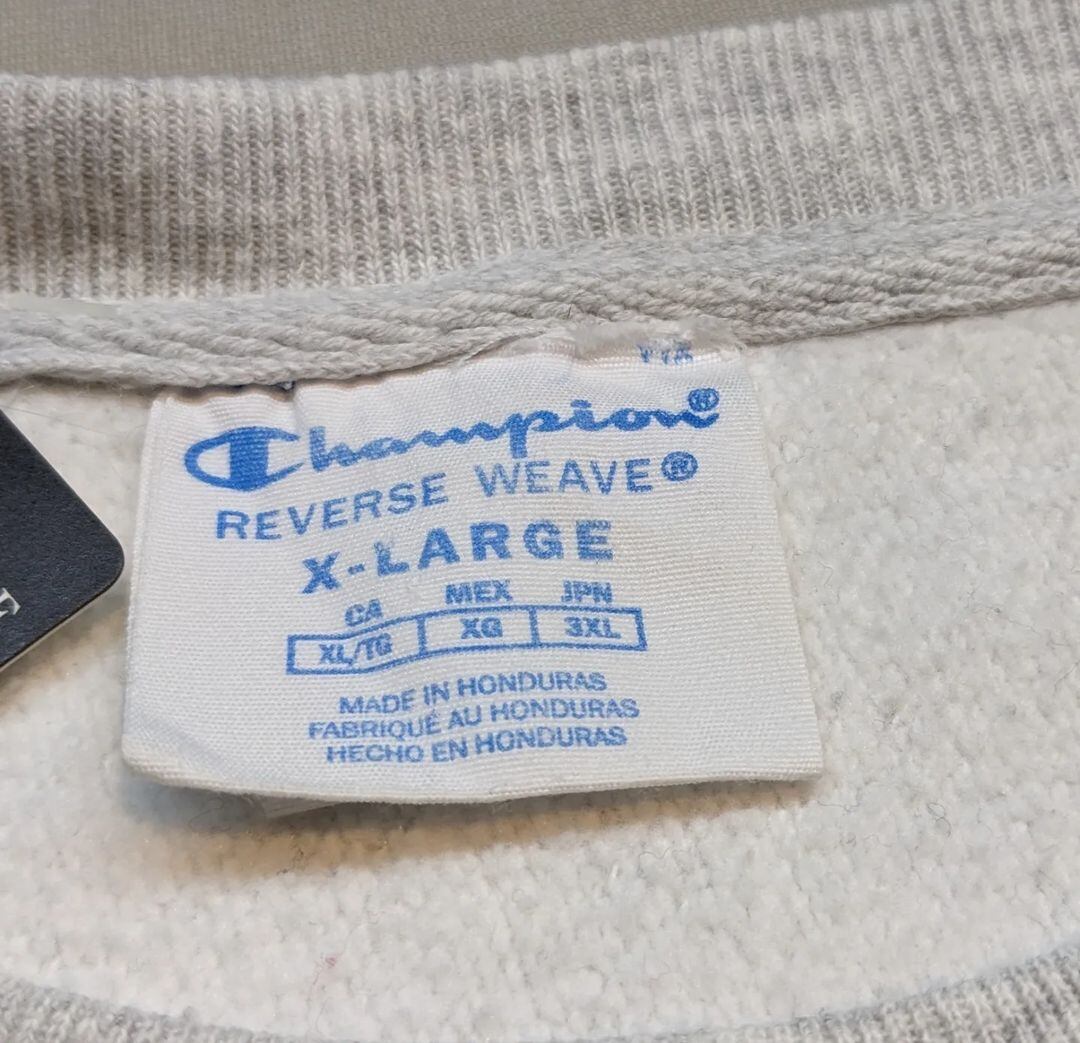 Champion®
REVERSE WEAVE®
X-LARGE
CA MEX JPN
XL/TG XG 3XL
MADE IN HONDURAS
FABRIQUÉ AU HONDURAS
HECHO EN HONDURAS